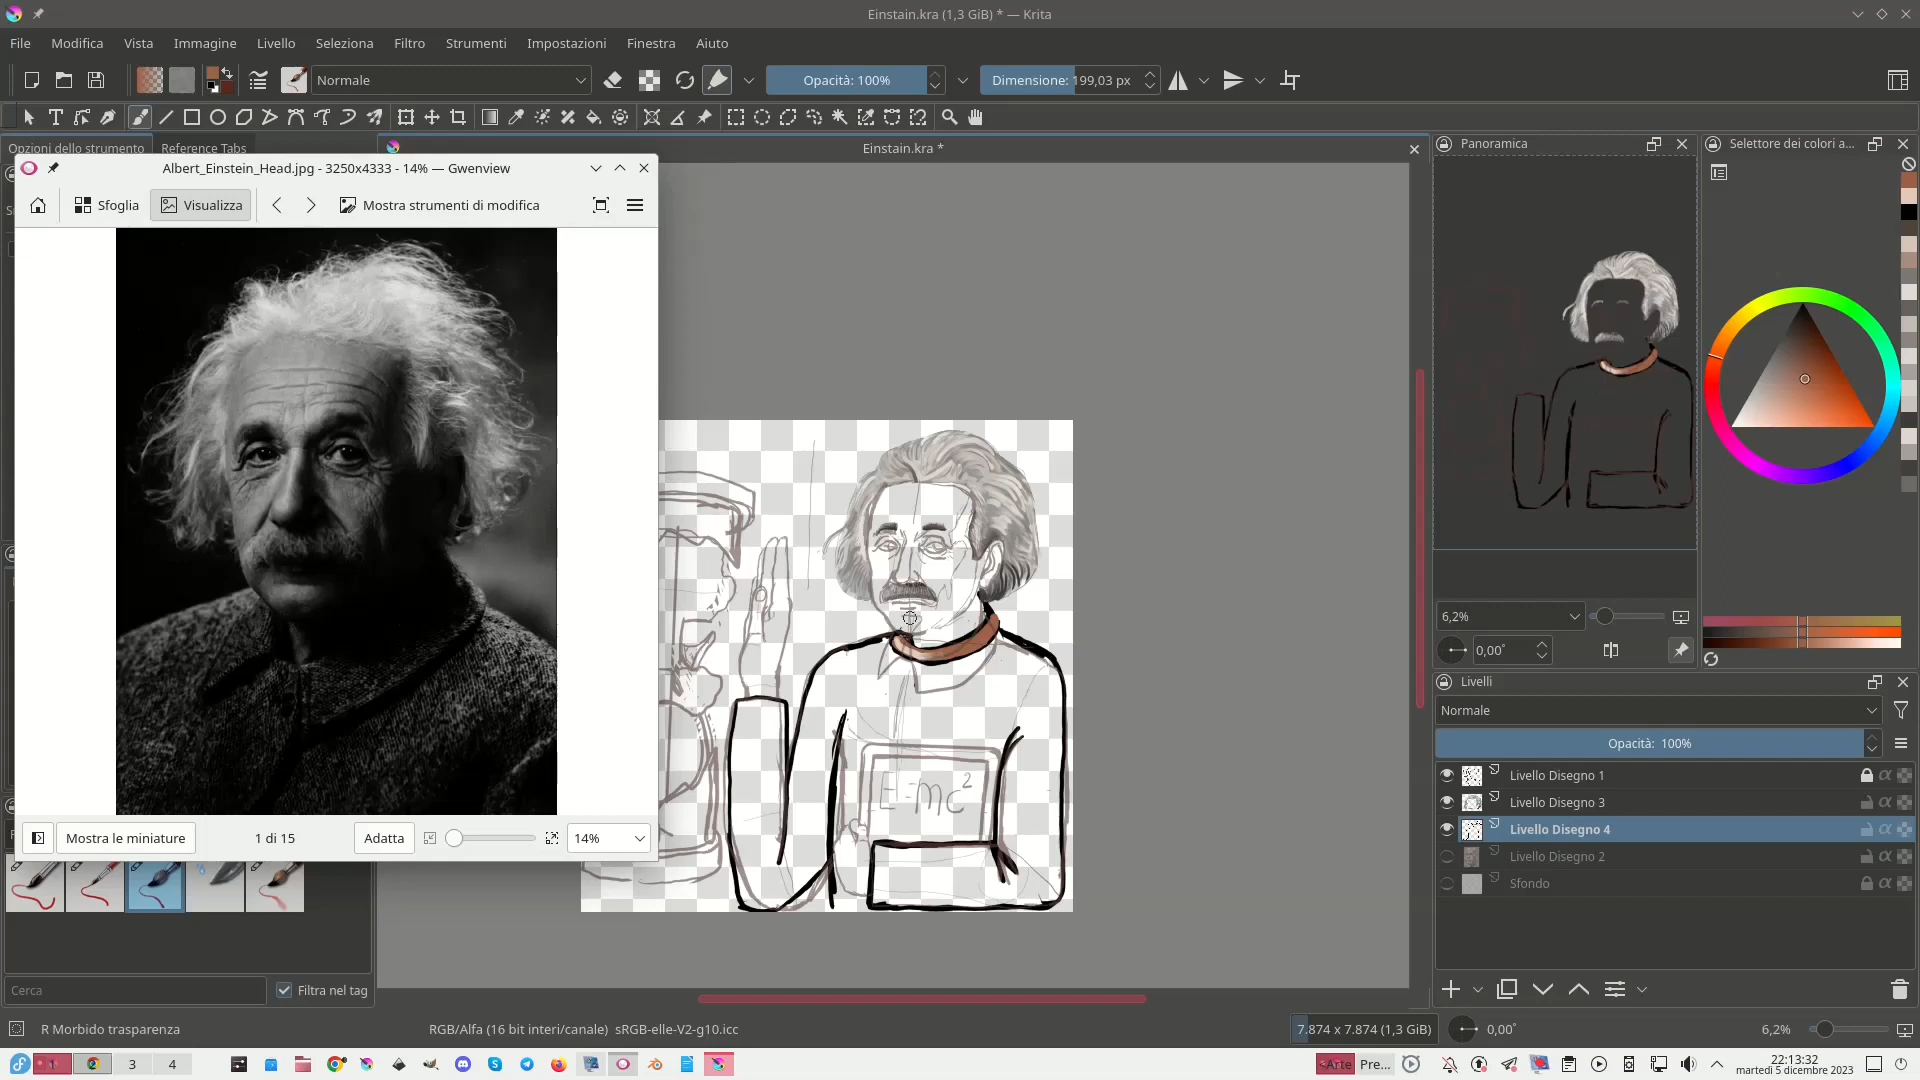 Einstain.kra (1,3 GiB) * — Krita
File Modifica Vista Immagine Livello Seleziona Filtro Strumenti Impostazioni Finestra Aiuto
Normale Opacità: 100% Dimensione: 199,03 px
Opzioni dello strumento Reference Tabs
Einstain.kra *
Albert_Einstein_Head.jpg - 3250x4333 - 14% — Gwenview
Sfoglia Visualizza Mostra strumenti di modifica
Mostra le miniature 1 di 15 Adatta 14%
E=mc²
Cerca Filtra nel tag
Panoramica
6,2%
0,00°
Selettore dei colori a...
Livelli
Normale
Opacità: 100%
Livello Disegno 1
Livello Disegno 3
Livello Disegno 4
Livello Disegno 2
Sfondo
R Morbido trasparenza RGB/Alfa (16 bit interi/canale) sRGB-elle-V2-g10.icc 7.874 x 7.874 (1,3 GiB) 0,00° 6,2%
1 3 4 <Arte Pre... 22:13:32
martedì 5 dicembre 2023